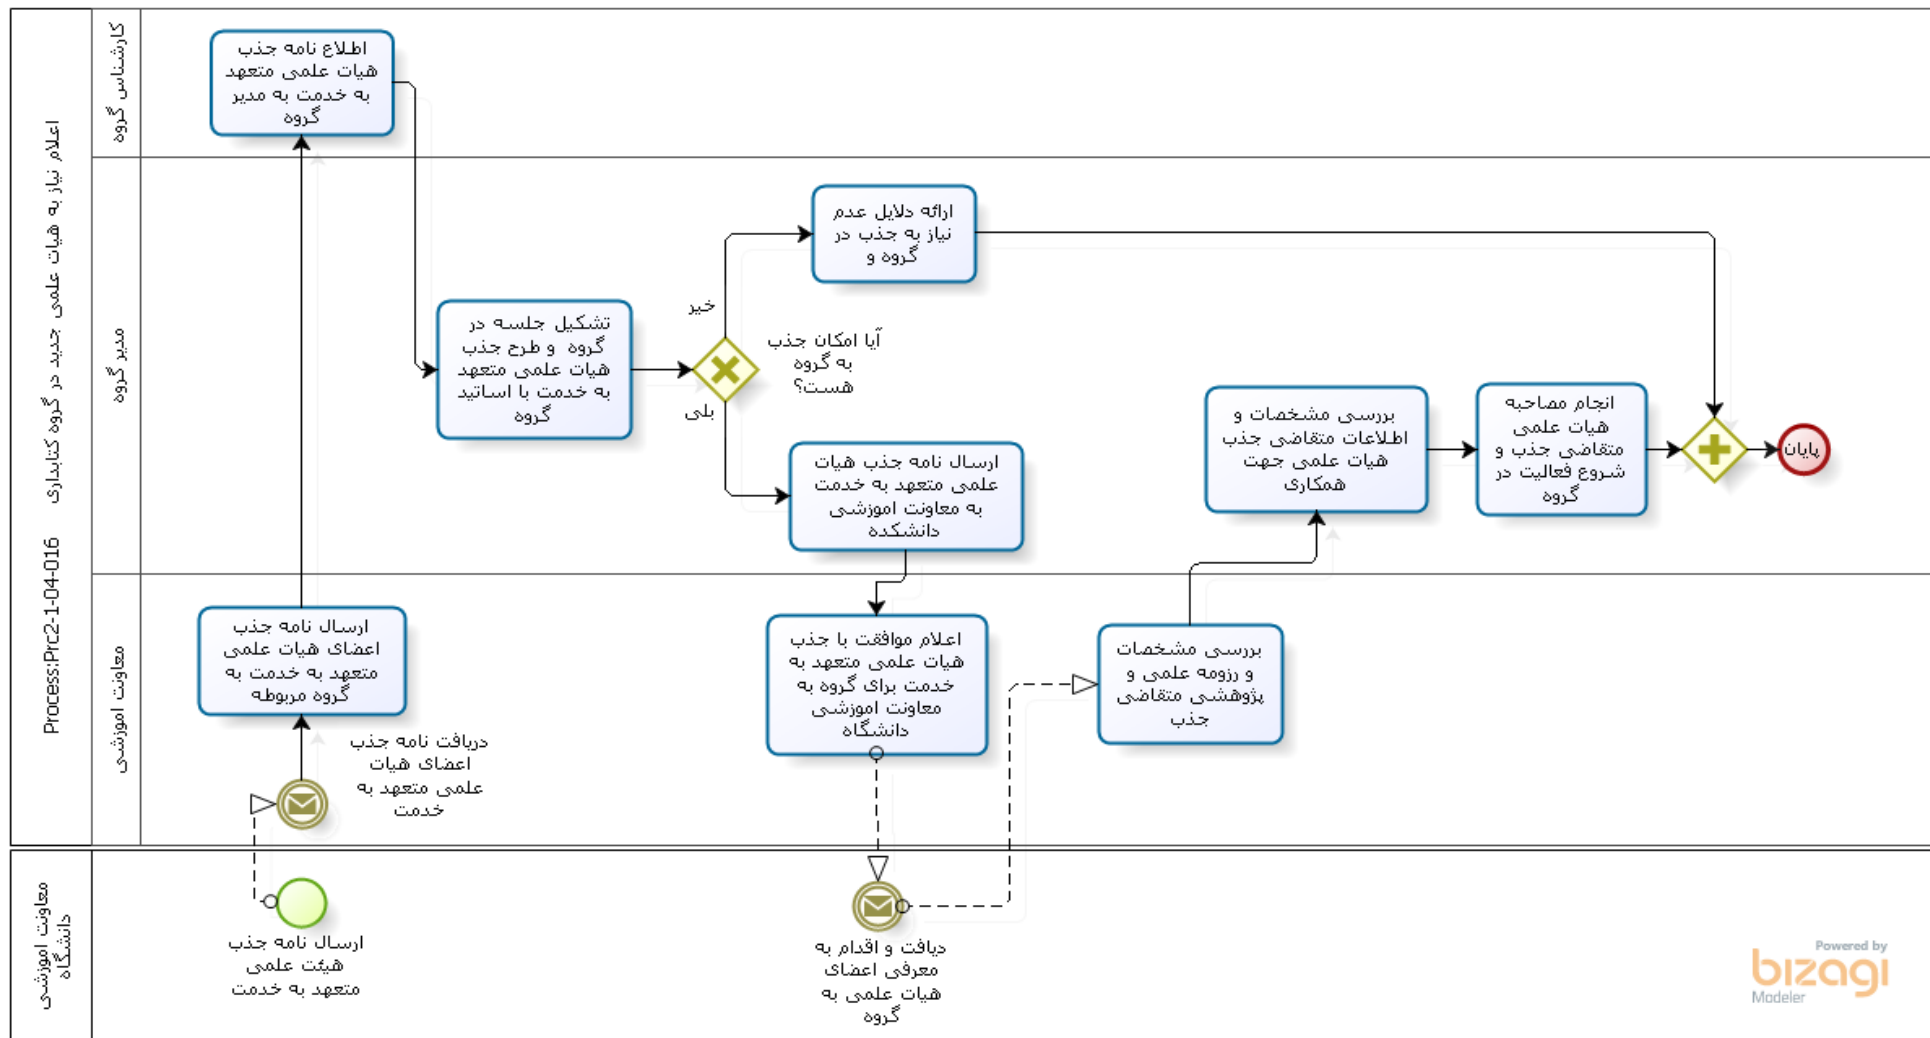 اعلام نیاز به هیات علمی جدید در گروه کتابداری Process:Prc2-1-04-016
کارشناس گروه
اطلاع نامه جذب
هیات علمی متعهد
به خدمت به مدیر
گروه
مدیر گروه
ارائه دلایل عدم
نیاز به جذب در
گروه و
خیر
تشکیل جلسه در
گروه و طرح جذب
هیات علمی متعهد
به خدمت با اساتید
گروه
آیا امکان جذب
به گروه
هست؟
بلی
ارسال نامه جذب هیات
علمی متعهد به خدمت
به معاونت اموزشی
دانشکده
بررسی مشخصات و
اطلاعات متقاضی جذب
هیات علمی جهت
همکاری
انجام مصاحبه
هیات علمی
متقاضی جذب و
شروع فعالیت در
گروه
پایان
معاونت اموزشی
ارسال نامه جذب
اعضای هیات علمی
متعهد به خدمت به
گروه مربوطه
دریافت نامه جذب
اعضای هیات
علمی متعهد به
خدمت
اعلام موافقت با جذب
هیات علمی متعهد به
خدمت برای گروه به
معاونت اموزشی
دانشگاه
بررسی مشخصات
و رزومه علمی و
پژوهشی متقاضی
جذب
معاونت اموزشی
دانشگاه
ارسال نامه جذب
هیئت علمی
متعهد به خدمت
دیافت و اقدام به
معرفی اعضای
هیات علمی به
گروه
Powered by
bizagi
Modeler